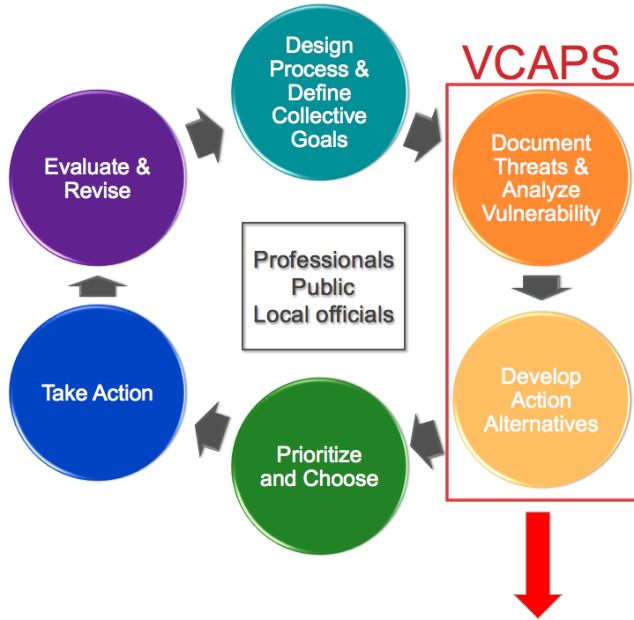 Design
Process &
Define
Collective
Goals
VCAPS
Document
Threats &
Analyze
Vulnerability
Evaluate &
Revise
Professionals
Public
Local officials
Take Action
Develop
Action
Alternatives
Prioritize
and Choose